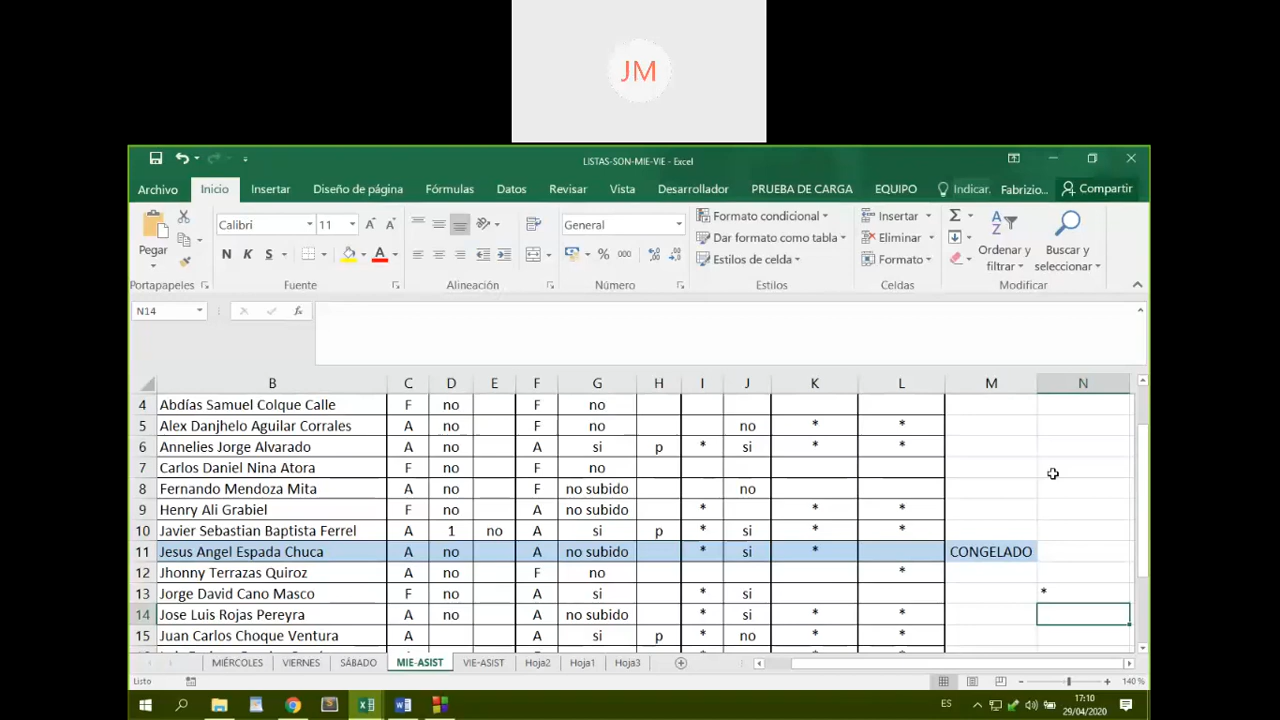 JM
LISTAS-SON-MIE-VIE - Excel
Archivo Inicio Insertar Diseño de página Fórmulas Datos Revisar Vista Desarrollador PRUEBA DE CARGA EQUIPO Indicar. Fabrizio... Compartir
Pegar
Calibri 11
N K S
General
% 000
Formato condicional
Dar formato como tabla
Estilos de celda
Insertar
Eliminar
Formato
Ordenar y filtrar
Buscar y seleccionar
Portapapeles Fuente Alineación Número Estilos Celdas Modificar
N14 fx
B C D E F G H I J K L M N
4 Abdías Samuel Colque Calle F no F no
5 Alex Danjhelo Aguilar Corrales A no F no no * *
6 Annelies Jorge Alvarado A no A si p * si * *
7 Carlos Daniel Nina Atora F no F no
8 Fernando Mendoza Mita A no F no subido no
9 Henry Ali Grabiel F no A no subido * * *
10 Javier Sebastian Baptista Ferrel A 1 no A si p * si * *
11 Jesus Angel Espada Chuca A no A no subido * si * CONGELADO
12 Jhonny Terrazas Quiroz A no F no *
13 Jorge David Cano Masco F no A si * si *
14 Jose Luis Rojas Pereyra A no A no subido * si * *
15 Juan Carlos Choque Ventura A A si p * no * *
MIÉRCOLES VIERNES SÁBADO MIE-ASIST VIE-ASIST Hoja2 Hoja1 Hoja3
Listo 140 %
ES 17:10
29/04/2020